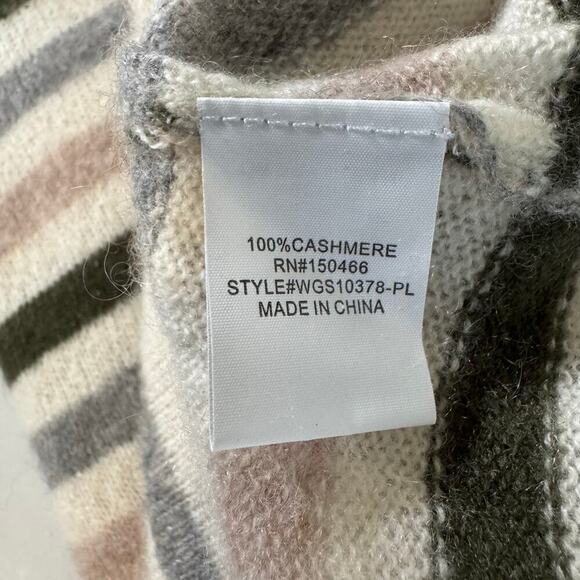 100%CASHMERE
RN#150466
STYLE#WGS10378-PL
MADE IN CHINA